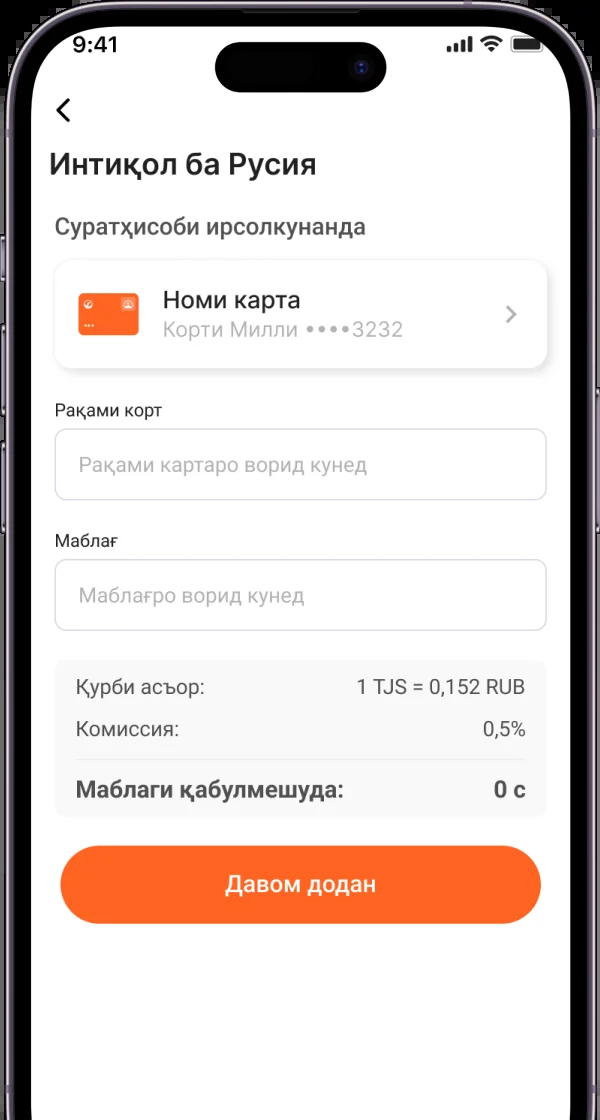 9:41
Интиқол ба Русия
Суратҳисоби ирсолкунанда
Номи карта
Корти Милли ••••3232
Рақами корт
Рақами картаро ворид кунед
Маблағ
Маблағро ворид кунед
Қурби асъор: 1 TJS = 0,152 RUB
Комиссия: 0,5%
Маблаги қабулмешуда: 0 с
Давом додан